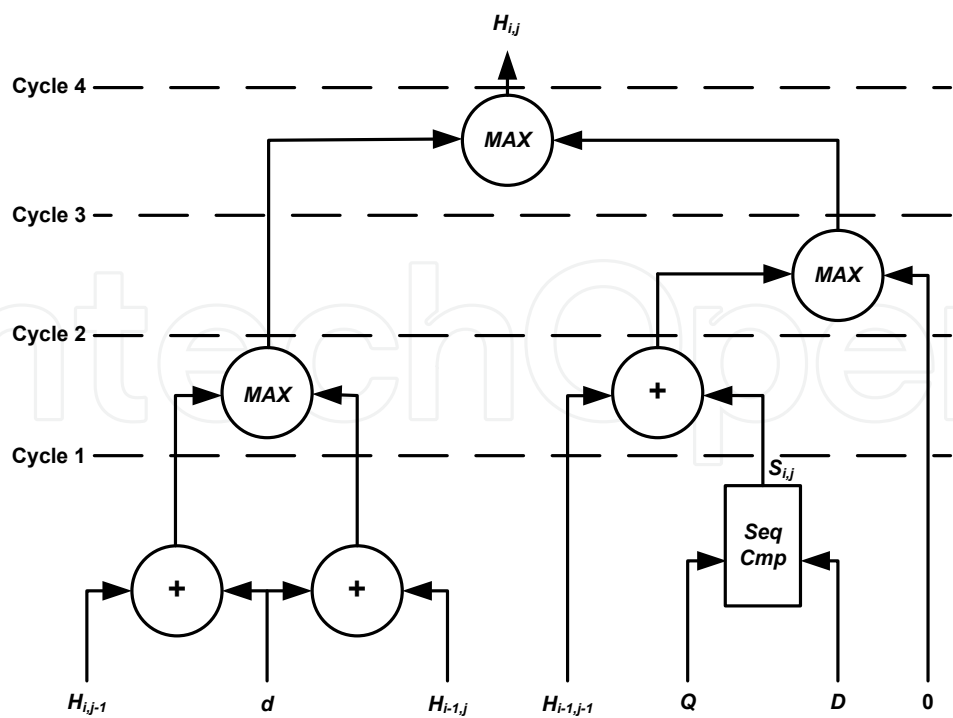 H_{i,j}
Cycle 4
MAX
Cycle 3
MAX
Cycle 2
MAX
+
Cycle 1
S_{i,j}
Seq
Cmp
+ +
H_{i,j-1} d H_{i-1,j} H_{i-1,j-1} Q D 0
ntechOpen